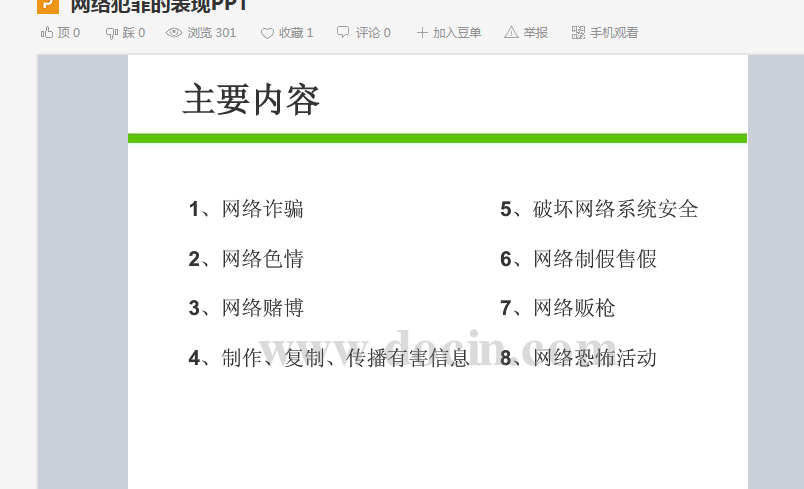 网络犯罪的表现PPT
顶 0 踩 0 浏览 301 收藏 1 评论 0 加入豆单 举报 手机观看
主要内容
1、网络诈骗
2、网络色情
3、网络赌博
4、制作、复制、传播有害信息
5、破坏网络系统安全
6、网络制假售假
7、网络贩枪
8、网络恐怖活动
www.docin.com